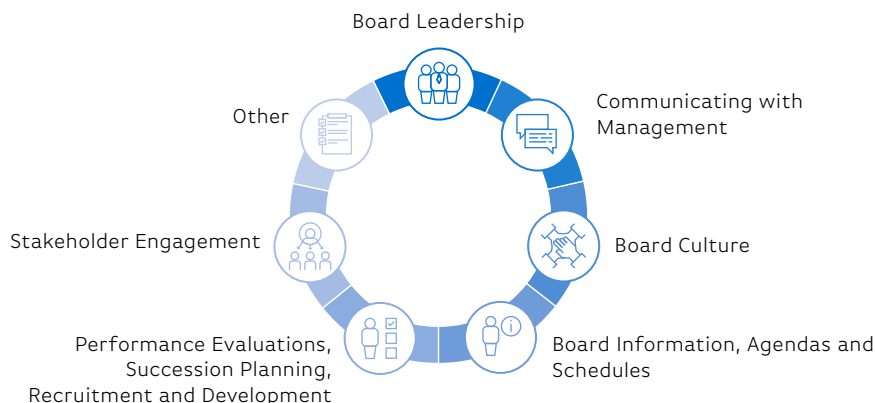 Board Leadership
Communicating with
Management
Board Culture
Board Information, Agendas and
Schedules
Performance Evaluations,
Succession Planning,
Recruitment and Development
Stakeholder Engagement
Other